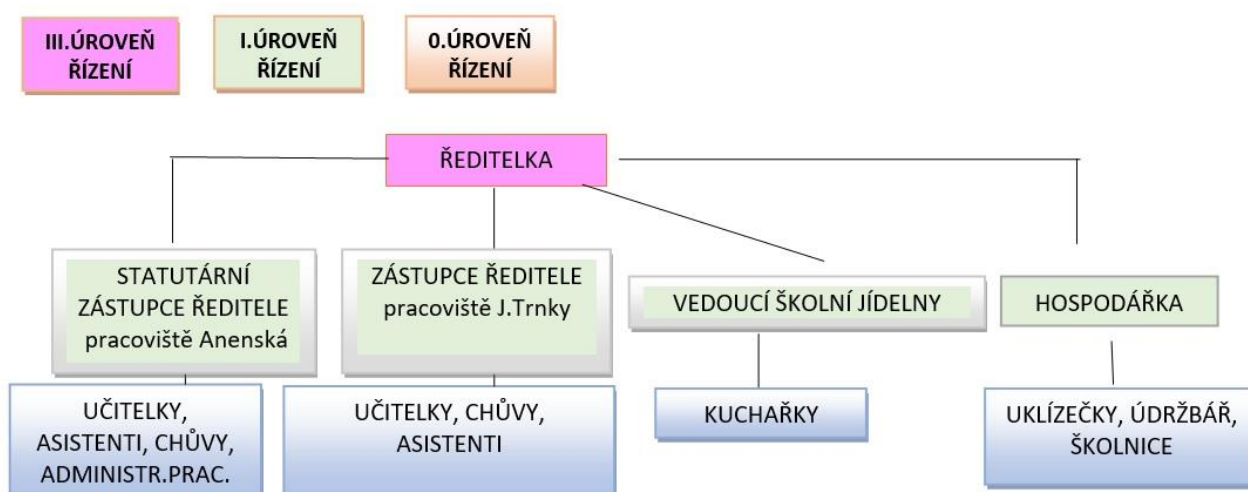 III.ÚROVEŇ
ŘÍZENÍ
I.ÚROVEŇ
ŘÍZENÍ
0.ÚROVEŇ
ŘÍZENÍ
ŘEDITELKA
STATUTÁRNÍ
ZÁSTUPCE ŘEDITELE
pracoviště Anenská
ZÁSTUPCE ŘEDITELE
pracoviště J.Trnky
VEDOUCÍ ŠKOLNÍ JÍDELNY
HOSPODÁŘKA
UČITELKY,
ASISTENTI, CHŮVY,
ADMINISTR.PRAC.
UČITELKY, CHŮVY,
ASISTENTI
KUCHAŘKY
UKLÍZEČKY, ÚDRŽBÁŘ,
ŠKOLNICE